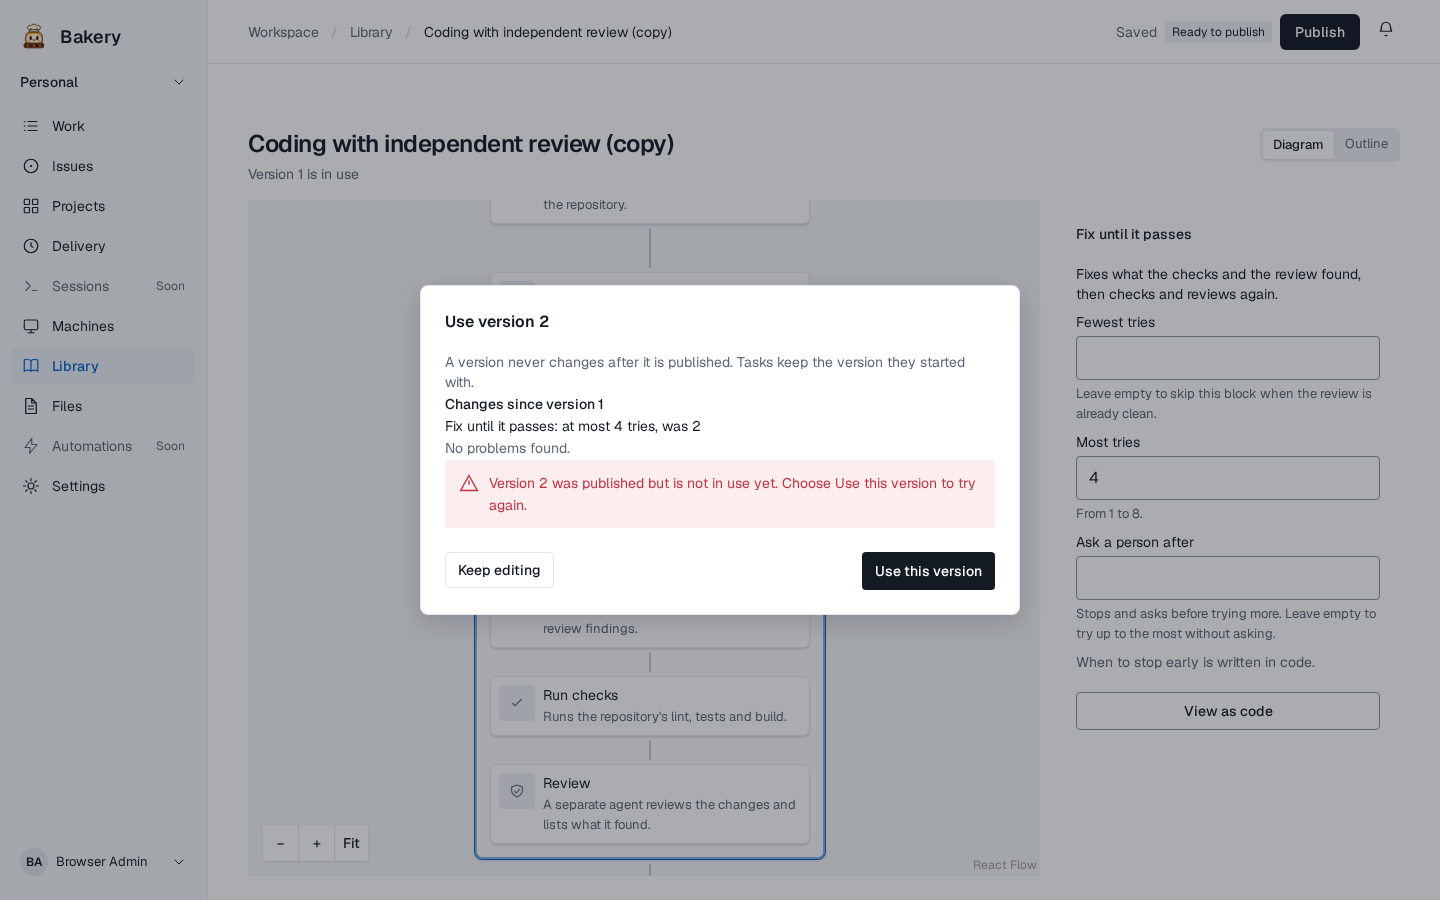 Bakery
Personal
Work
Issues
Projects
Delivery
Sessions Soon
Machines
Library
Files
Automations Soon
Settings
BA Browser Admin
Workspace / Library / Coding with independent review (copy)
Saved Ready to publish Publish
Coding with independent review (copy)
Version 1 is in use
Diagram Outline
the repository.
Use version 2
A version never changes after it is published. Tasks keep the version they started
with.
Changes since version 1
Fix until it passes: at most 4 tries, was 2
No problems found.
Version 2 was published but is not in use yet. Choose Use this version to try
again.
Keep editing Use this version
review findings.
Run checks
Runs the repository's lint, tests and build.
Review
A separate agent reviews the changes and
lists what it found.
− + Fit
React Flow
Fix until it passes
Fixes what the checks and the review found,
then checks and reviews again.
Fewest tries
Leave empty to skip this block when the review is
already clean.
Most tries
4
From 1 to 8.
Ask a person after
Stops and asks before trying more. Leave empty to
try up to the most without asking.
When to stop early is written in code.
View as code